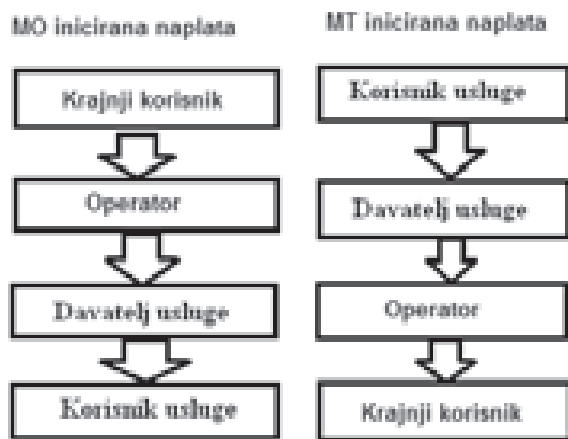 MO inicirana naplata
Krajnji korisnik
Operator
Davatelj usluge
Korisnik usluge
MT inicirana naplata
Korisnik usluge
Davatelj usluge
Operator
Krajnji korisnik